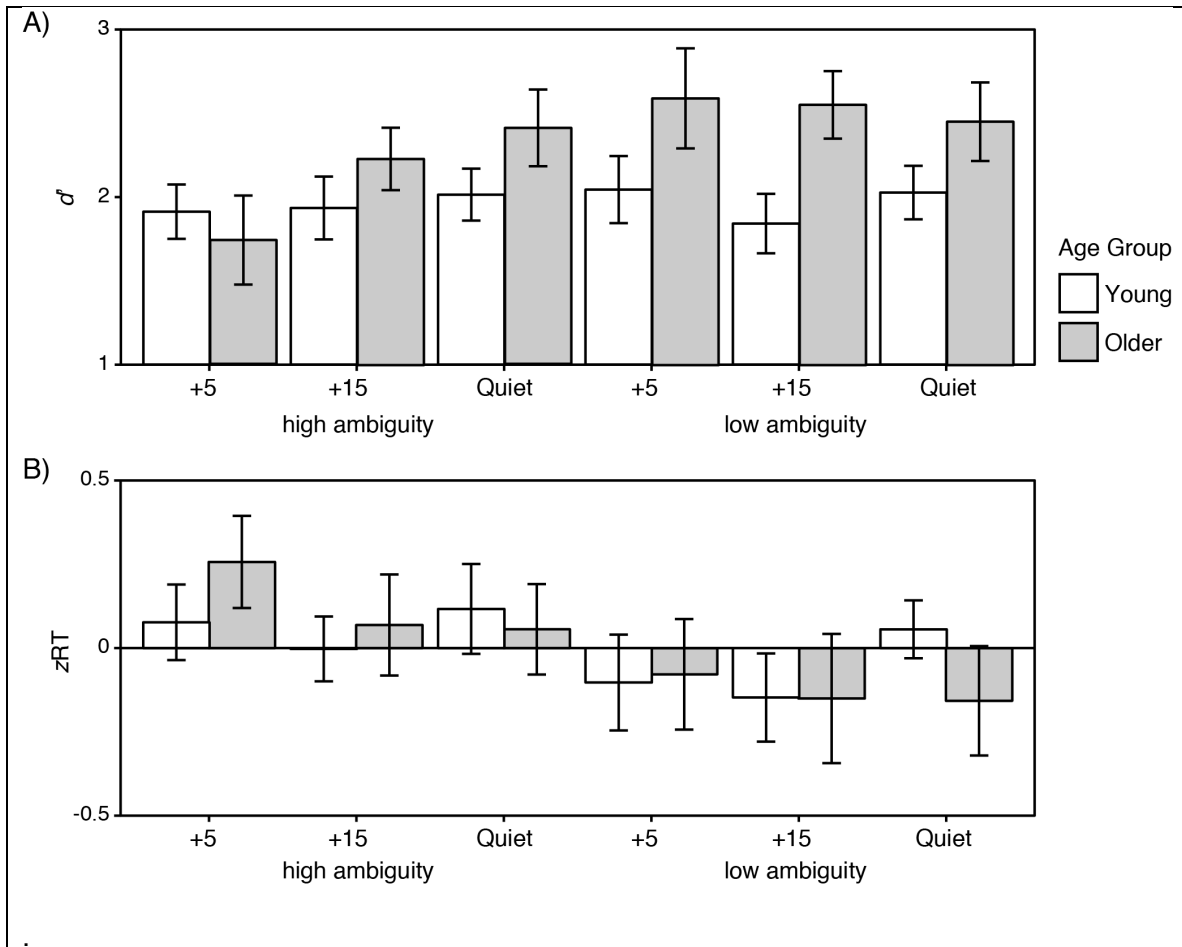 A)
3
2
1
d'
+5 +15 Quiet +5 +15 Quiet
high ambiguity low ambiguity
Age Group
Young
Older
B)
0.5
0
-0.5
zRT
+5 +15 Quiet +5 +15 Quiet
high ambiguity low ambiguity
.